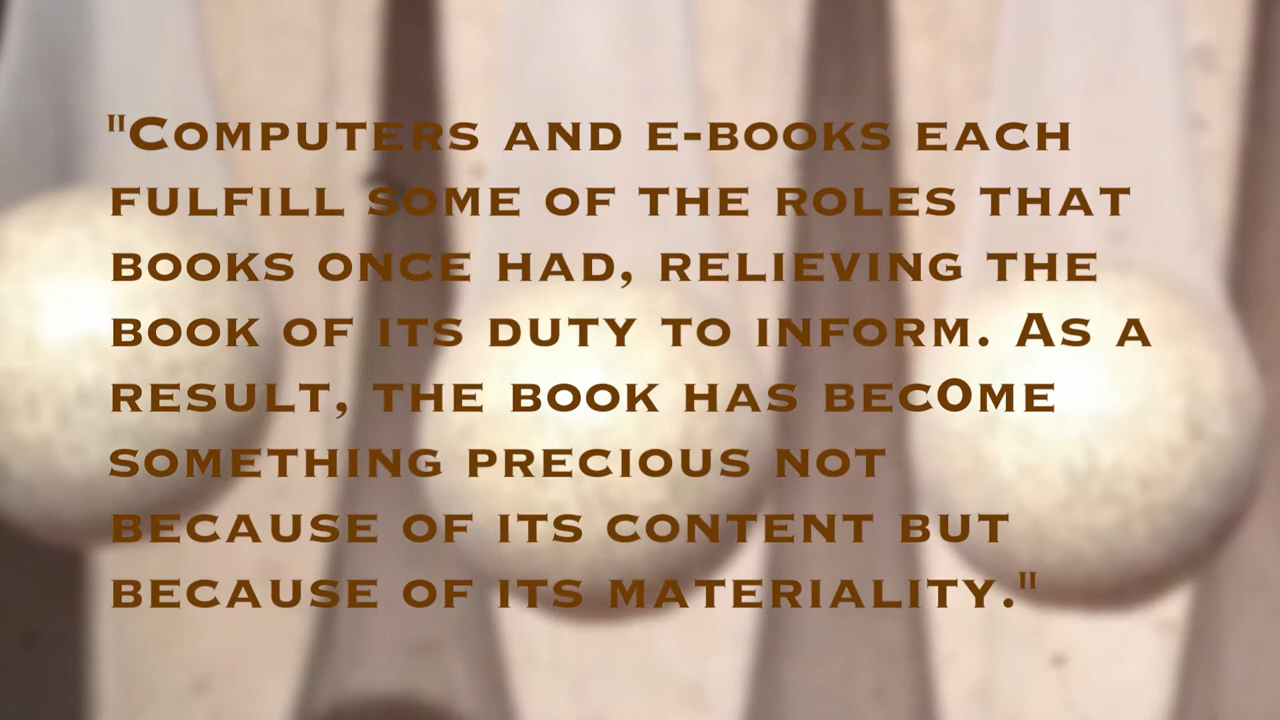 "Computers and e-books each
fulfill some of the roles that
books once had, relieving the
book of its duty to inform. As a
result, the book has become
something precious not
because of its content but
because of its materiality."